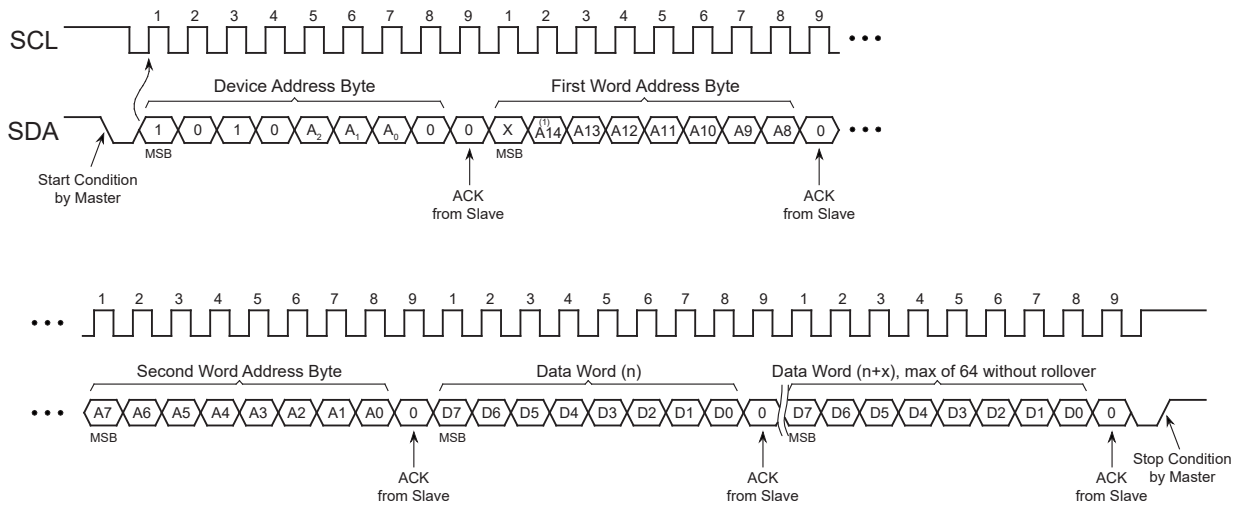 1 2 3 4 5 6 7 8 9 1 2 3 4 5 6 7 8 9
SCL
Device Address Byte First Word Address Byte
SDA 1 0 1 0 A2 A1 A0 0 0 X A14(1) A13 A12 A11 A10 A9 A8 0
MSB MSB
Start Condition
by Master
ACK
from Slave
ACK
from Slave
1 2 3 4 5 6 7 8 9 1 2 3 4 5 6 7 8 9 1 2 3 4 5 6 7 8 9
Second Word Address Byte Data Word (n) Data Word (n+x), max of 64 without rollover
A7 A6 A5 A4 A3 A2 A1 A0 0 D7 D6 D5 D4 D3 D2 D1 D0 0 D7 D6 D5 D4 D3 D2 D1 D0 0
MSB MSB MSB
ACK
from Slave
ACK
from Slave
ACK
from Slave
Stop Condition
by Master